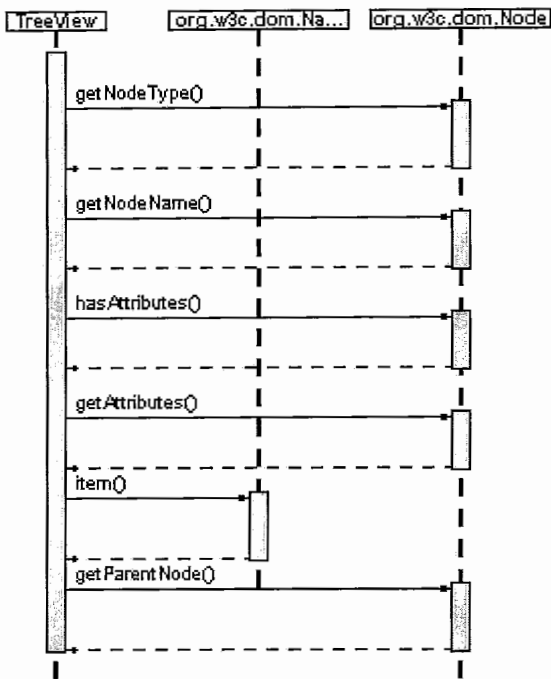 TreeView
org.w3c.dom.Na...
org.w3c.dom.Node
getNodeType()
getNodeName()
hasAttributes()
getAttributes()
item()
getParentNode()